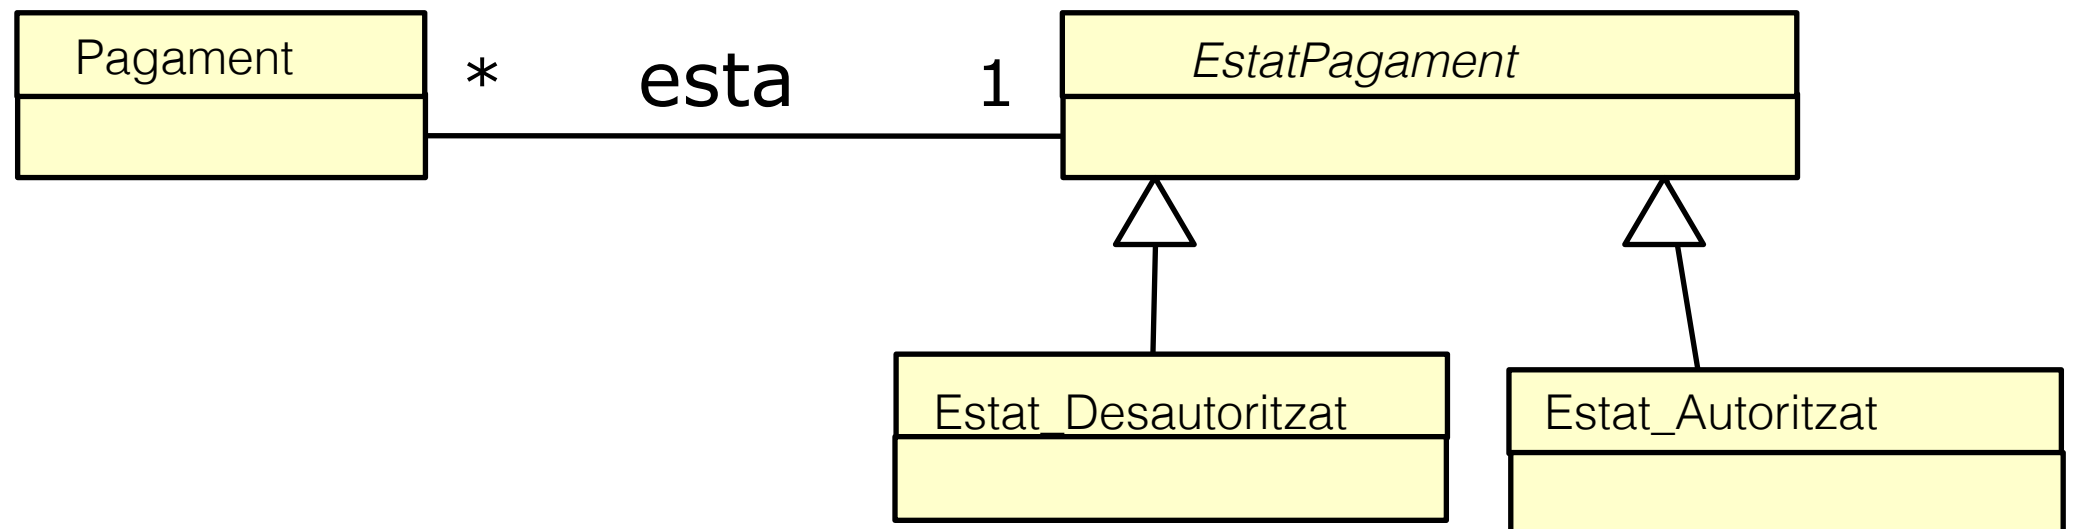 Pagament
* esta 1
EstatPagament
Estat_Desautoritzat
Estat_Autoritzat